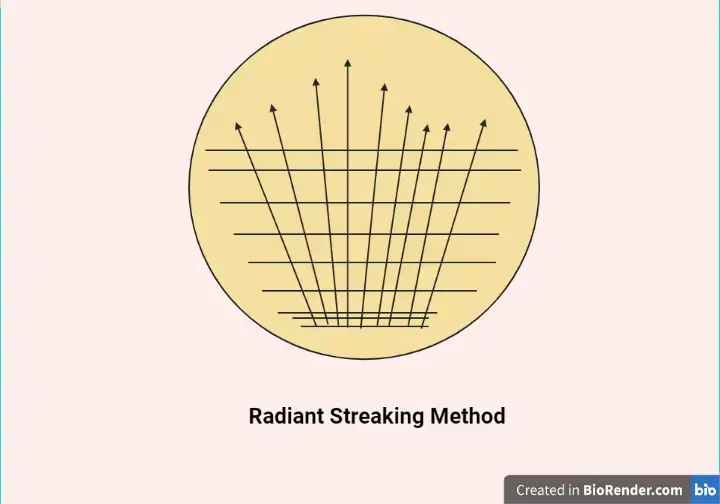 Radiant Streaking Method
Created in BioRender.com bio